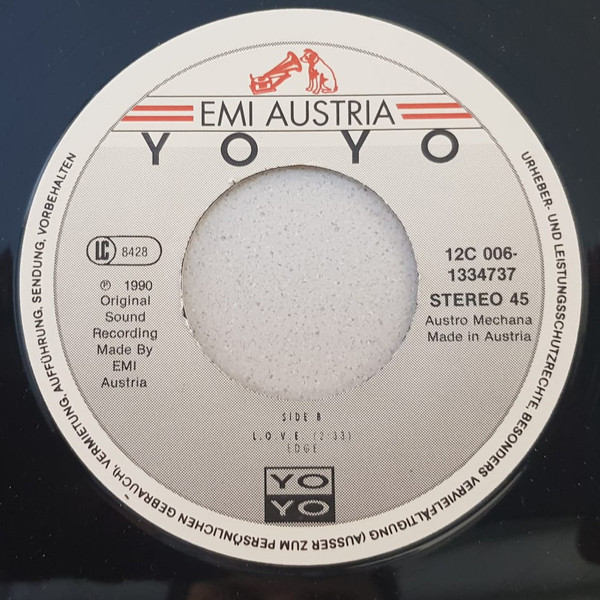 EMI AUSTRIA
YO YO
LC 8428
℗ 1990
Original
Sound
Recording
Made By
EMI
Austria
12C 006-
1334737
STEREO 45
Austro Mechana
Made in Austria
SIDE B
L.O.V.E. (2:33)
EDGE
YO
YO
URHEBER- UND LEISTUNGSSCHUTZRECHTE, BESONDERS VERVIELFÄLTIGUNG (AUSSER ZUM PERSÖNLICHEN GEBRAUCH), VERMIETUNG, AUFFÜHRUNG, SENDUNG, VORBEHALTEN